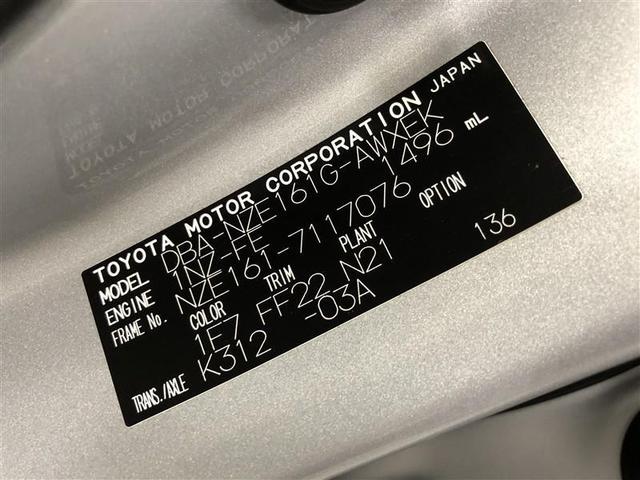 TOYOTA MOTOR CORPORATION JAPAN
MODEL DBA-NZE161G-AWXEK
ENGINE 1NZ-FE 1496 mL
FRAME No. NZE161-7117076
COLOR TRIM PLANT OPTION
1F7 FF22 N21 136
TRANS./AXLE K312 -03A